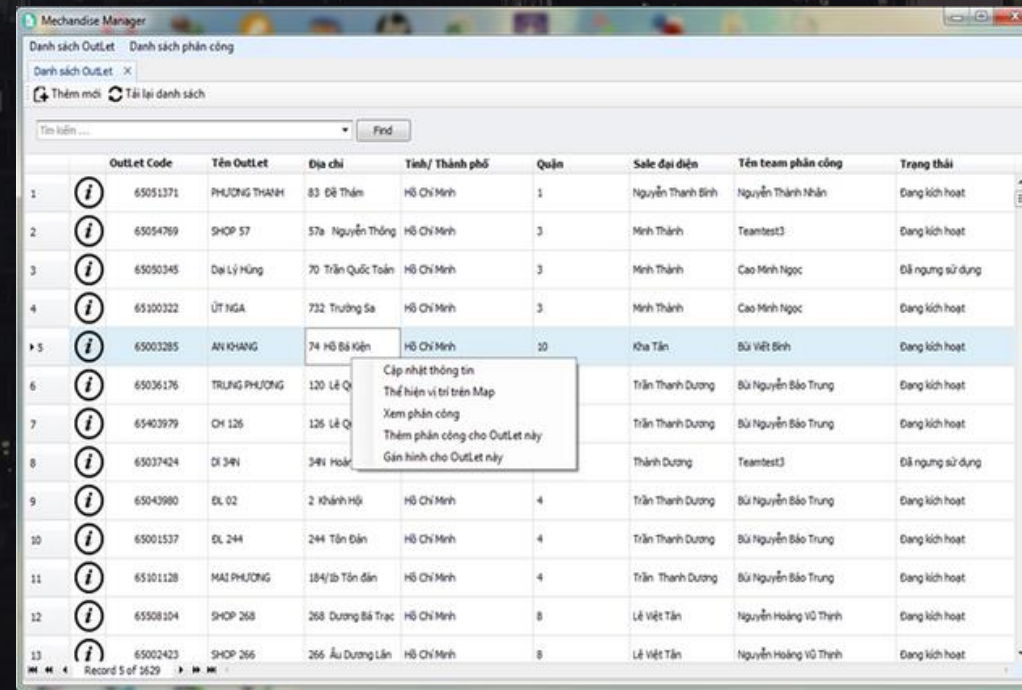 Mechandise Manager
Danh sách OutLet Danh sách phân công
Danh sách OutLet ×
Thêm mới Tải lại danh sách
Tìm kiếm .... Find
OutLet Code Tên OutLet Địa chỉ Tỉnh/ Thành phố Quận Sale đại diện Tên team phân công Trạng thái
1 65051371 PHƯƠNG THANH 83 Đề Thám Hồ Chí Minh 1 Nguyễn Thanh Bình Nguyễn Thành Nhân Đang kích hoạt
2 65054769 SHOP 57 57a Nguyễn Thông Hồ Chí Minh 3 Minh Thành Teamtest3 Đang kích hoạt
3 65050345 Đại Lý Hùng 70 Trần Quốc Toản Hồ Chí Minh 3 Minh Thành Cao Minh Ngọc Đã ngưng sử dụng
4 65100322 ÚT NGA 732 Trường Sa Hồ Chí Minh 3 Minh Thành Cao Minh Ngọc Đang kích hoạt
5 65003285 AN KHANG 74 Hồ Bá Kiện Hồ Chí Minh 10 Kha Tân Bùi Viết Bình Đang kích hoạt
Cập nhật thông tin
6 65036176 TRUNG PHƯƠNG 120 Lê Q Thể hiện vị trí trên Map Trần Thanh Dương Bùi Nguyễn Bảo Trung Đang kích hoạt
Xem phân công
7 65403979 CH 126 126 Lê Q Thêm phân công cho OutLet này Trần Thanh Dương Bùi Nguyễn Bảo Trung Đang kích hoạt
8 65037424 DI 34N 34N Hoàn Gán hình cho OutLet này Thành Dương Teamtest3 Đã ngưng sử dụng
9 65043980 ĐL 02 2 Khánh Hội Hồ Chí Minh 4 Trần Thanh Dương Bùi Nguyễn Bảo Trung Đang kích hoạt
10 65001537 ĐL 244 244 Tôn Đản Hồ Chí Minh 4 Trần Thanh Dương Bùi Nguyễn Bảo Trung Đang kích hoạt
11 65101128 MAI PHƯƠNG 184/1b Tôn đản Hồ Chí Minh 4 Trần Thanh Dương Bùi Nguyễn Bảo Trung Đang kích hoạt
12 65508104 SHOP 268 268 Dương Bá Trạc Hồ Chí Minh 8 Lê Việt Tân Nguyễn Hoàng Vũ Thịnh Đang kích hoạt
13 65002423 SHOP 266 266 Âu Dương Lân Hồ Chí Minh 8 Lê Việt Tân Nguyễn Hoàng Vũ Thịnh Đang kích hoạt
Record 5 of 1629